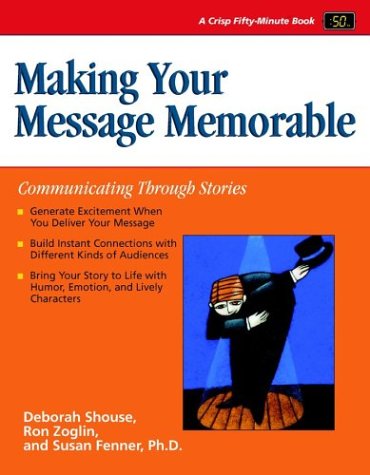 A Crisp Fifty-Minute Book
:50
Making Your
Message Memorable
Communicating Through Stories
Generate Excitement When
You Deliver Your Message
Build Instant Connections with
Different Kinds of Audiences
Bring Your Story to Life with
Humor, Emotion, and Lively
Characters
Deborah Shouse,
Ron Zoglin,
and Susan Fenner, Ph.D.